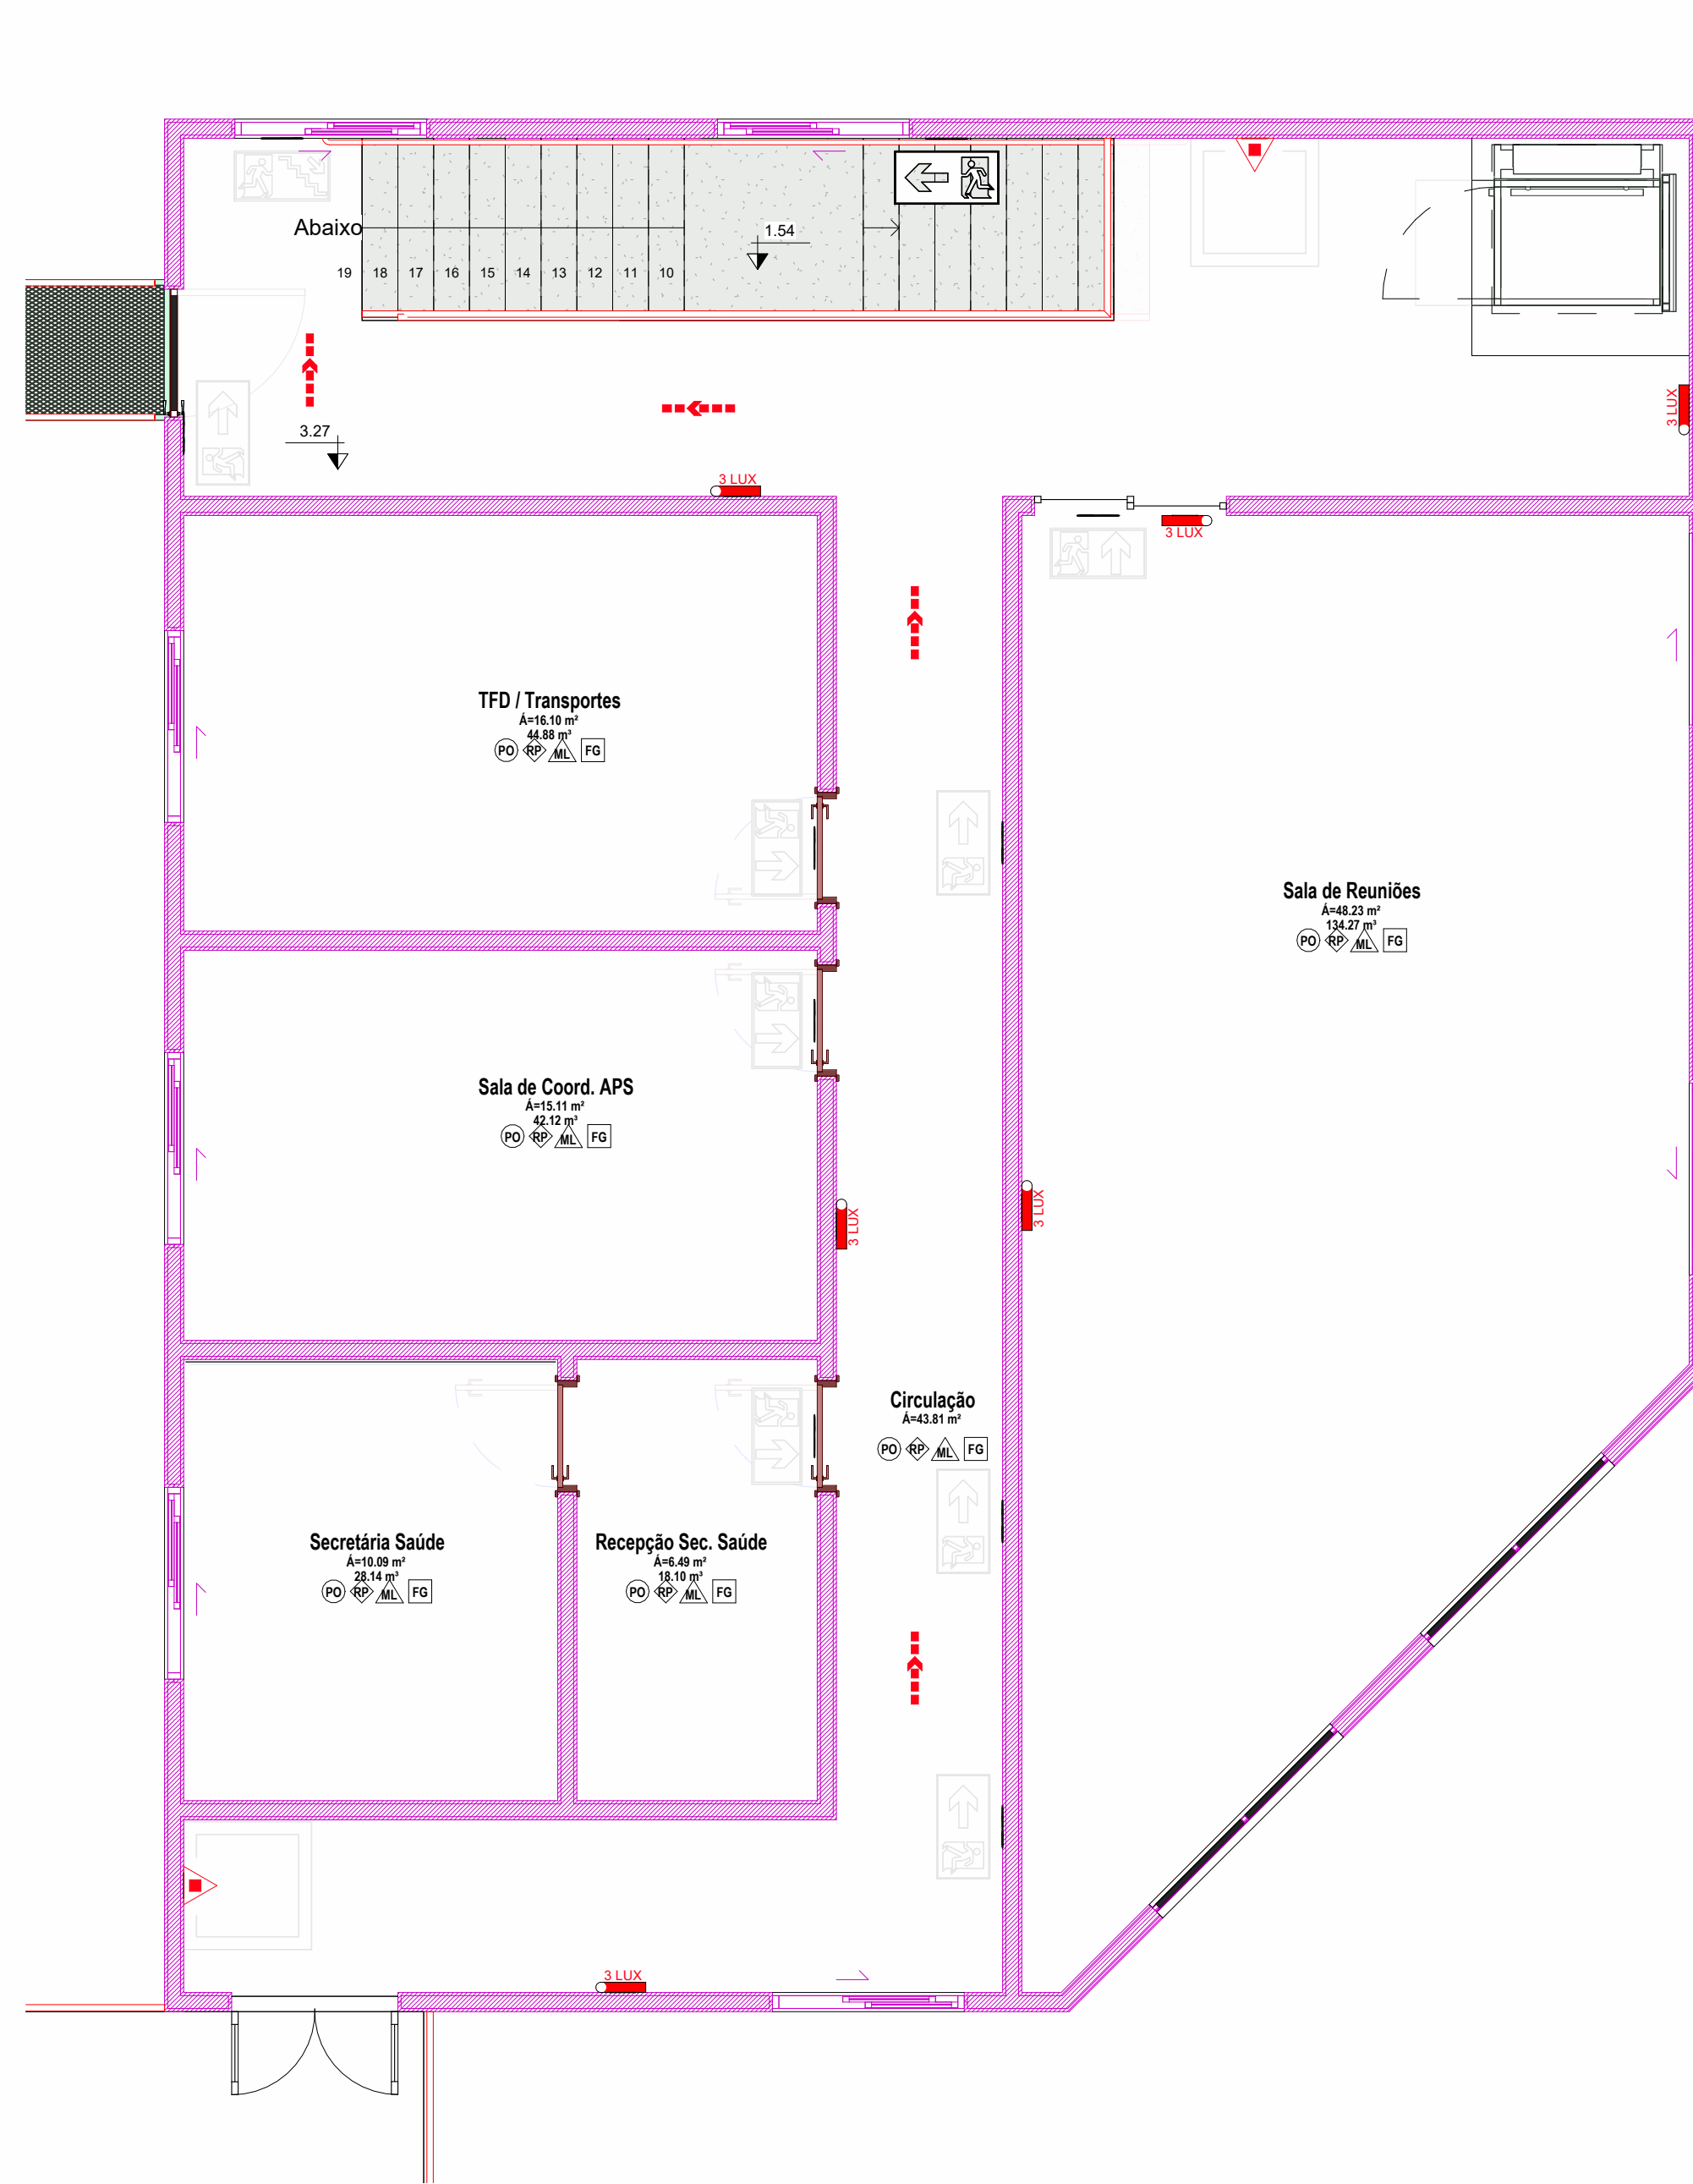 Abaixo
1.54
19 18 17 16 15 14 13 12 11 10
3.27
3 LUX
3 LUX
3 LUX
TFD / Transportes
Á=16.10 m²
44.88 m³
PO RP ML FG
Sala de Reuniões
Á=48.23 m²
134.27 m³
PO RP ML FG
Sala de Coord. APS
Á=15.11 m²
42.12 m³
PO RP ML FG
3 LUX
3 LUX
Circulação
Á=43.81 m²
PO RP ML FG
Secretária Saúde
Á=10.09 m²
28.14 m³
PO RP ML FG
Recepção Sec. Saúde
Á=6.49 m²
18.10 m³
PO RP ML FG
3 LUX